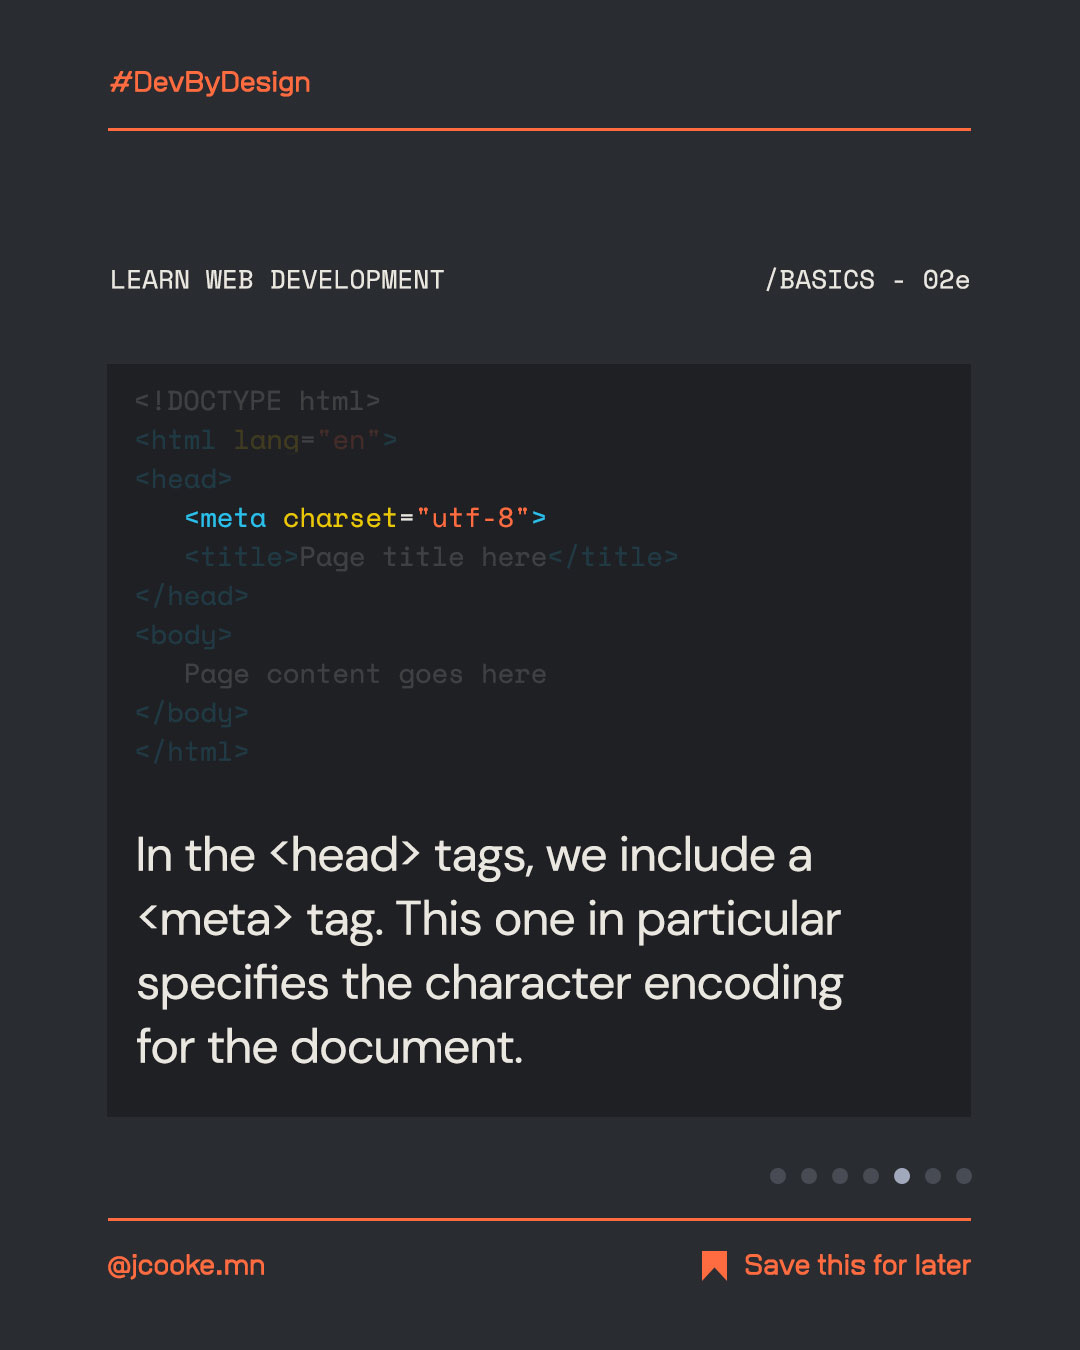 #DevByDesign
LEARN WEB DEVELOPMENT
/BASICS - 02e
<!DOCTYPE html>
<html lang="en">
<head>
<meta charset="utf-8">
<title>Page title here</title>
</head>
<body>
Page content goes here
</body>
</html>
In the <head> tags, we include a
<meta> tag. This one in particular
specifies the character encoding
for the document.
@jcooke.mn
Save this for later